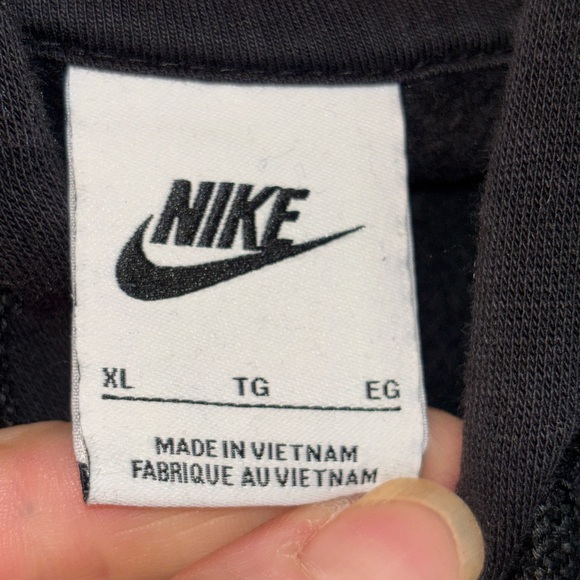 NIKE
XL TG EG
MADE IN VIETNAM
FABRIQUE AU VIETNAM